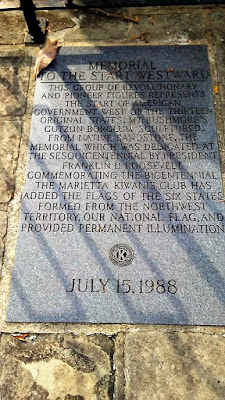 MEMORIAL
TO THE START WESTWARD
THIS GROUP OF REVOLUTIONARY
AND PIONEER FIGURES REPRESENTS
THE START OF AMERICAN
GOVERNMENT WEST OF THE THIRTEEN
ORIGINAL STATES. MT. RUSHMORE'S
GUTZON BORGLUM, SCULPTURED,
FROM NATIVE SANDSTONE, THE
MEMORIAL WHICH WAS DEDICATED AT
THE SESQUICENTENNIAL BY PRESIDENT
FRANKLIN D. ROOSEVELT.
COMMEMORATING THE BICENTENNIAL
THE MARIETTA KIWANIS CLUB HAS
ADDED THE FLAGS OF THE SIX STATES
FORMED FROM THE NORTHWEST
TERRITORY, OUR NATIONAL FLAG, AND
PROVIDED PERMANENT ILLUMINATION.
JULY 15, 1988